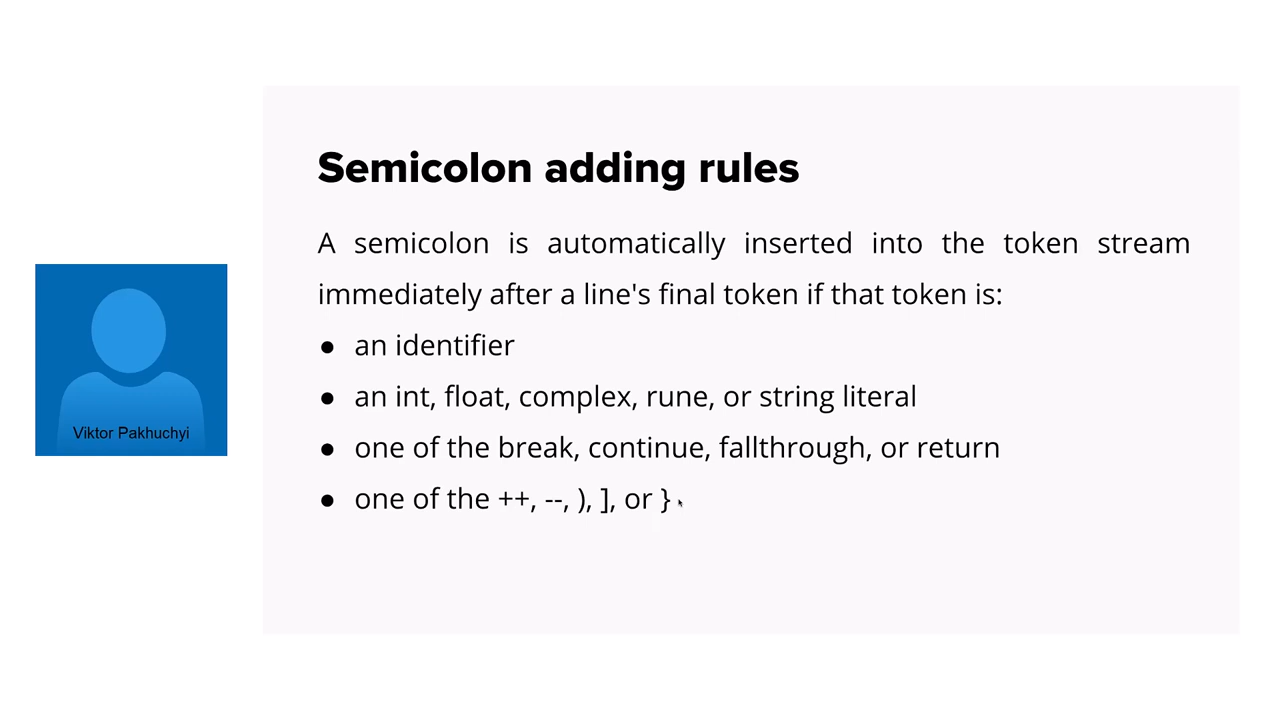 Semicolon adding rules
A semicolon is automatically inserted into the token stream
immediately after a line's final token if that token is:
● an identifier
● an int, float, complex, rune, or string literal
● one of the break, continue, fallthrough, or return
● one of the ++, --, ), ], or }
Viktor Pakhuchyi